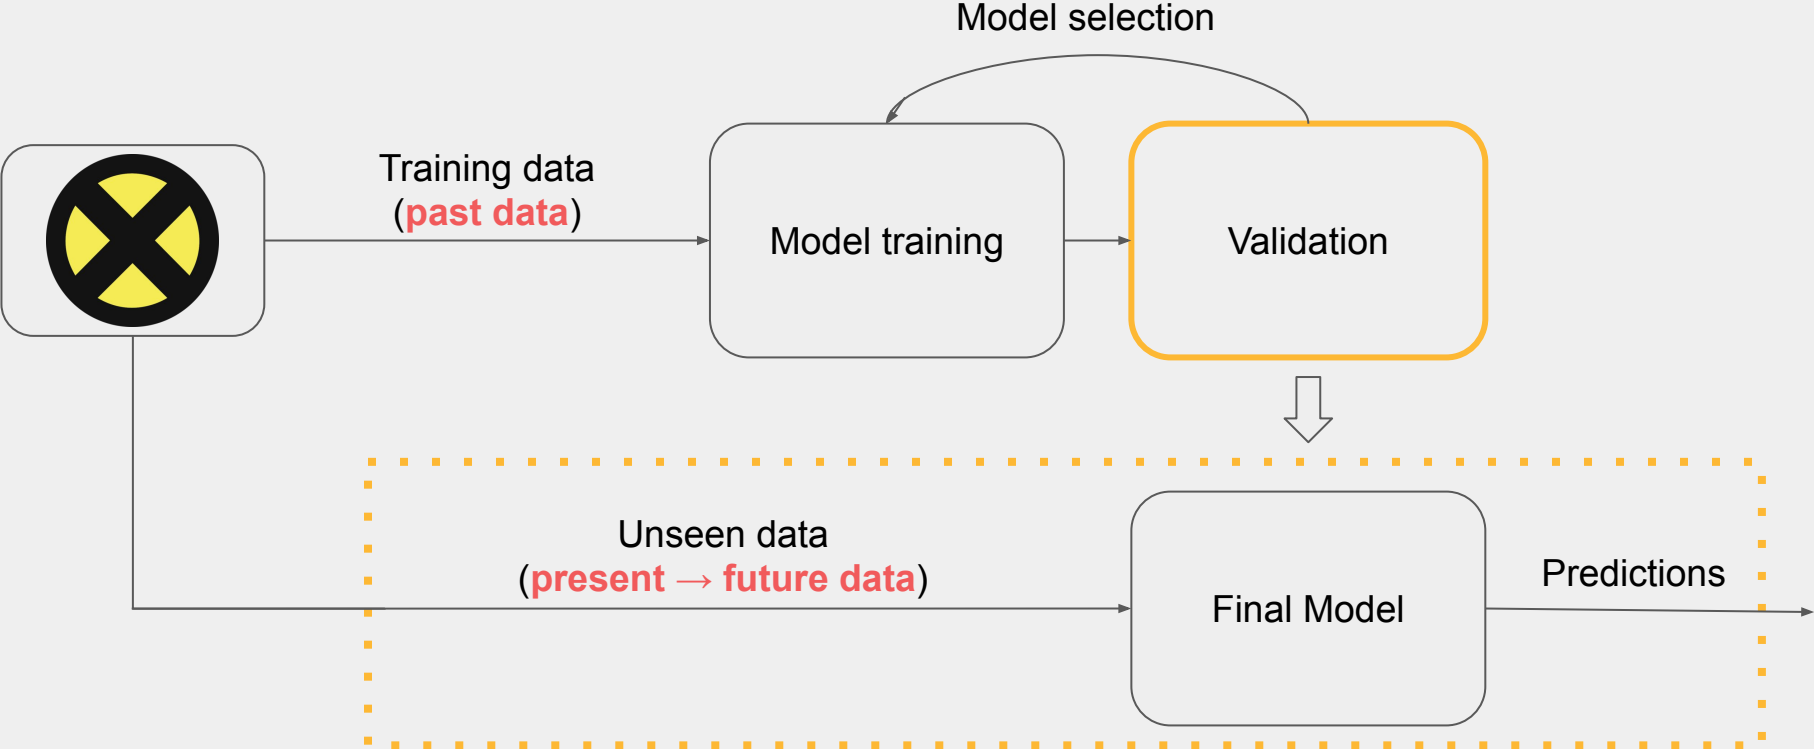 Model selection
Training data
(past data)
Model training
Validation
Unseen data
(present → future data)
Final Model
Predictions